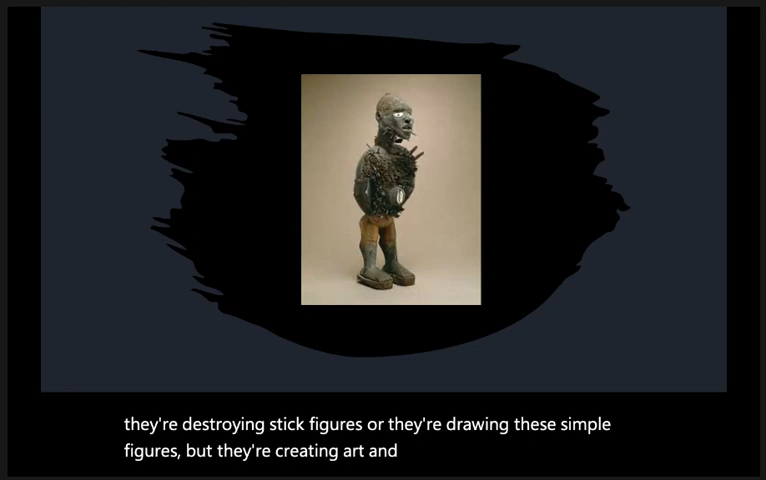 they're destroying stick figures or they're drawing these simple
figures, but they're creating art and